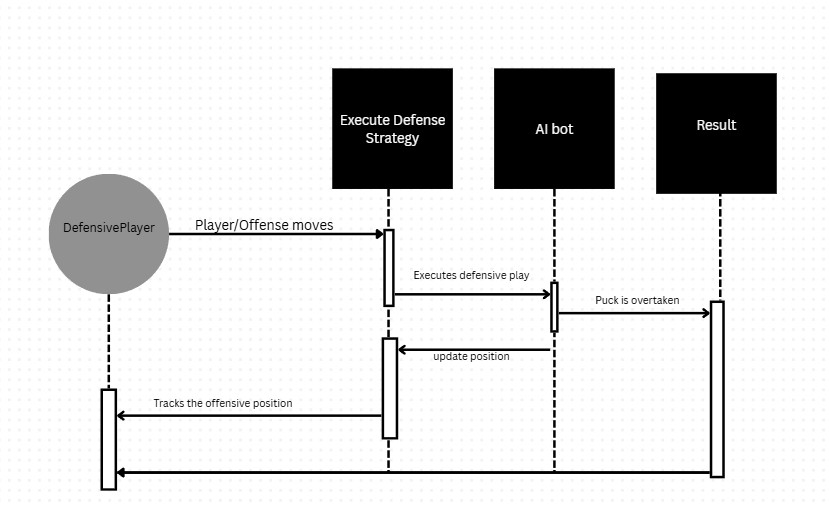 Execute Defense
Strategy
AI bot
Result
DefensivePlayer
Player/Offense moves
Executes defensive play
Puck is overtaken
update position
Tracks the offensive position